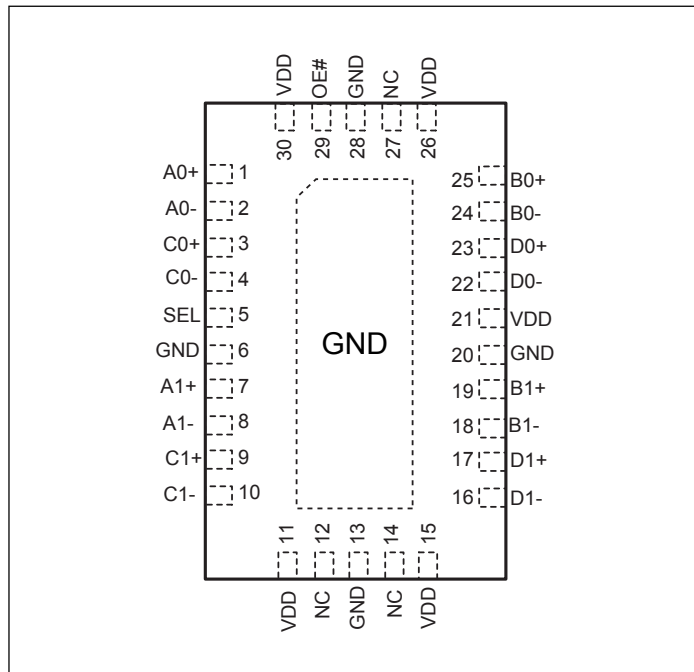 VDD OE# GND NC VDD
30 29 28 27 26
A0+ 1 25 B0+
A0- 2 24 B0-
C0+ 3 23 D0+
C0- 4 22 D0-
SEL 5 21 VDD
GND 6 20 GND
GND
A1+ 7 19 B1+
A1- 8 18 B1-
C1+ 9 17 D1+
C1- 10 16 D1-
11 12 13 14 15
VDD NC GND NC VDD